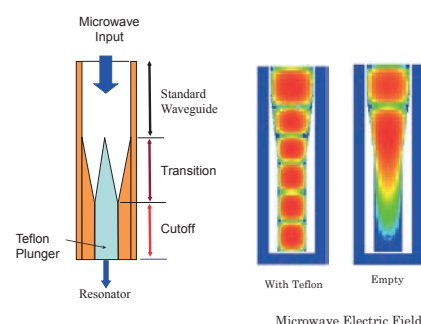 Microwave
Input
Standard
Waveguide
Transition
Cutoff
Teflon
Plunger
Resonator
With Teflon
Empty
Microwave Electric Field